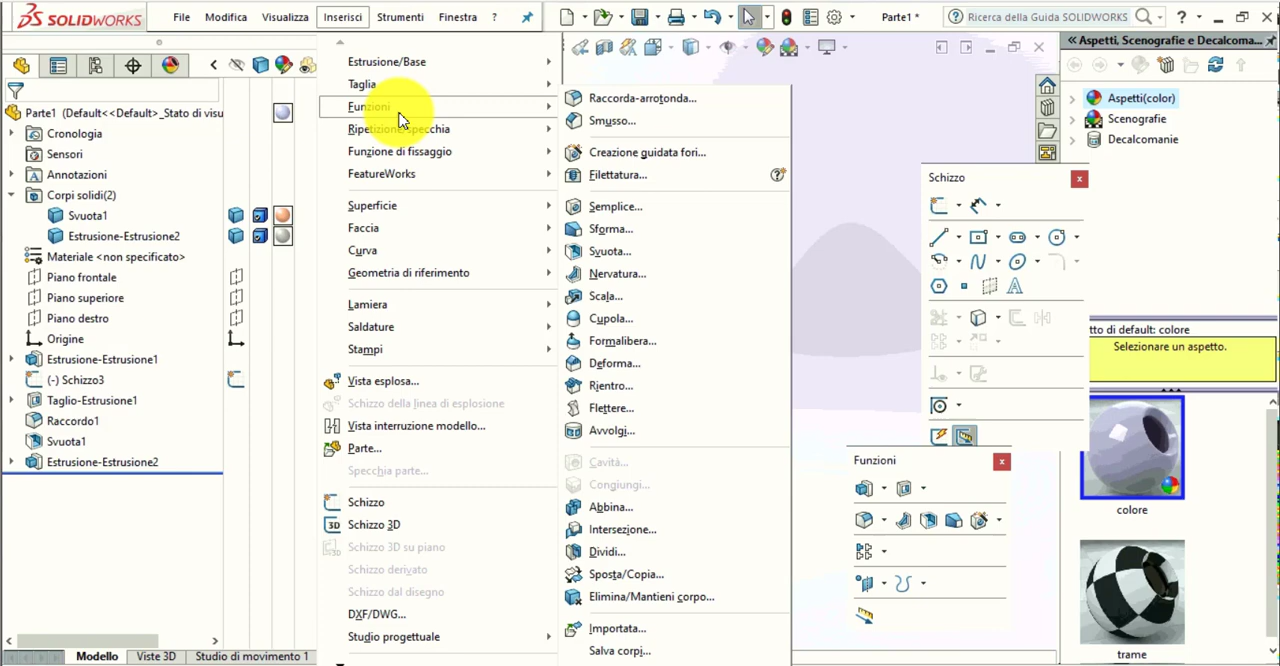 SOLIDWORKS File Modifica Visualizza Inserisci Strumenti Finestra ? Parte1 * Ricerca della Guida SOLIDWORKS ?
Parte1 (Default<<Default>_Stato di visu
Cronologia
Sensori
Annotazioni
Corpi solidi(2)
Svuota1
Estrusione-Estrusione2
Materiale <non specificato>
Piano frontale
Piano superiore
Piano destro
Origine
Estrusione-Estrusione1
(-) Schizzo3
Taglio-Estrusione1
Raccordo1
Svuota1
Estrusione-Estrusione2
Modello Viste 3D Studio di movimento 1
Estrusione/Base
Taglia
Funzioni
Ripetizione/specchia
Funzione di fissaggio
FeatureWorks
Superficie
Faccia
Curva
Geometria di riferimento
Lamiera
Saldature
Stampi
Vista esplosa...
Schizzo della linea di esplosione
Vista interruzione modello...
Parte...
Specchia parte...
Schizzo
3D Schizzo 3D
Schizzo 3D su piano
Schizzo derivato
Schizzo dal disegno
DXF/DWG...
Studio progettuale
Raccorda-arrotonda...
Smusso...
Creazione guidata fori...
Filettatura...
Semplice...
Sforma...
Svuota...
Nervatura...
Scala...
Cupola...
Formalibera...
Deforma...
Rientro...
Flettere...
Avvolgi...
Cavità...
Congiungi...
Abbina...
Intersezione...
Dividi...
Sposta/Copia...
Elimina/Mantieni corpo...
Importata...
Salva corpi...
Schizzo x
Funzioni x
Aspetti, Scenografie e Decalcoma...
Aspetti(color)
Scenografie
Decalcomanie
tto di default: colore
Selezionare un aspetto.
colore
trame